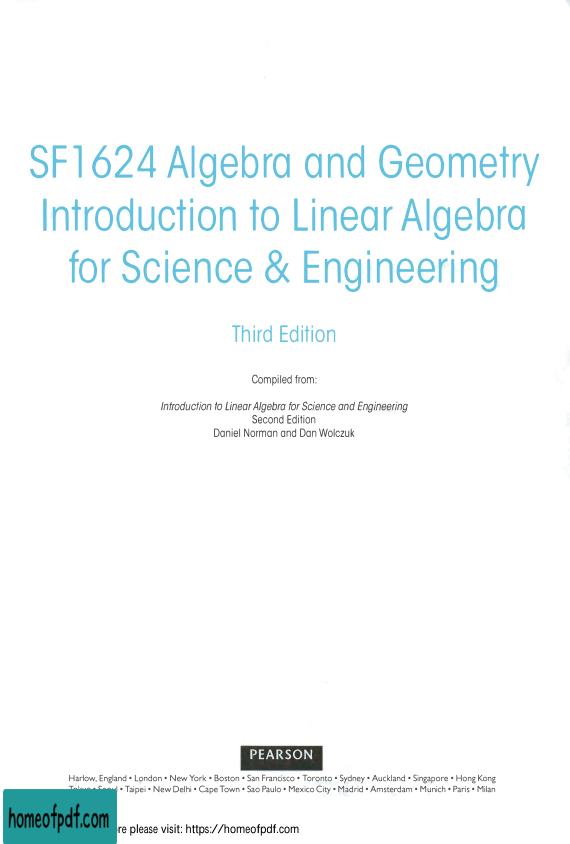 SF1624 Algebra and Geometry
Introduction to Linear Algebra
for Science & Engineering
Third Edition
Compiled from:
Introduction to Linear Algebra for Science and Engineering
Second Edition
Daniel Norman and Dan Wolczuk
PEARSON
Harlow, England • London • New York • Boston • San Francisco • Toronto • Sydney • Auckland • Singapore • Hong Kong
Tokyo • Seoul • Taipei • New Delhi • Cape Town • Sao Paulo • Mexico City • Madrid • Amsterdam • Munich • Paris • Milan
homeofpdf.com
please visit: https://homeofpdf.com